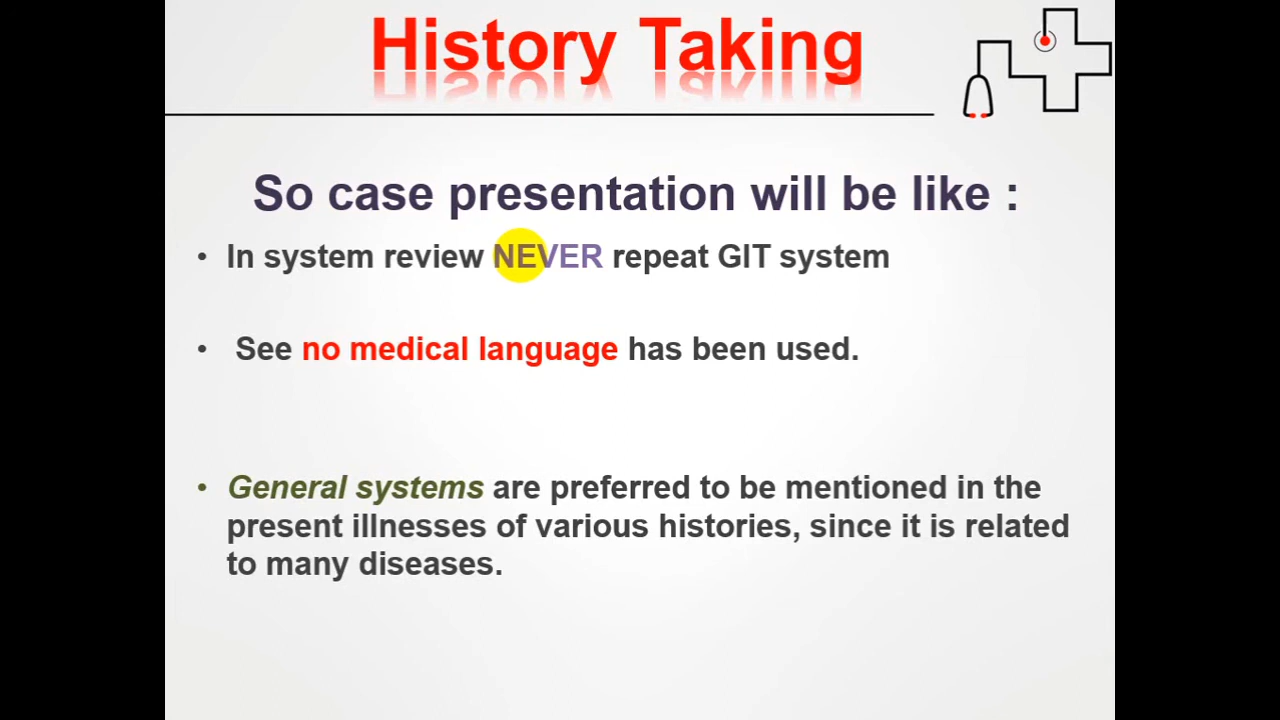 History Taking
So case presentation will be like :
• In system review NEVER repeat GIT system
• See no medical language has been used.
• General systems are preferred to be mentioned in the
present illnesses of various histories, since it is related
to many diseases.